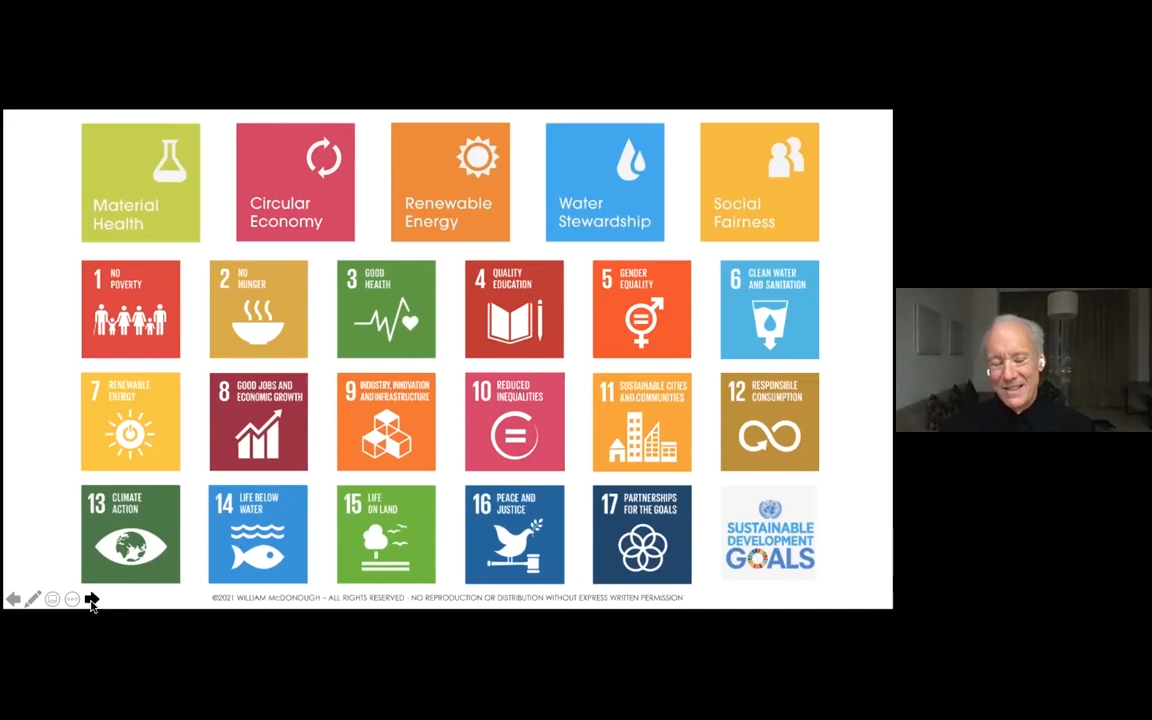 Material
Health
Circular
Economy
Renewable
Energy
Water
Stewardship
Social
Fairness
1 NO
POVERTY
2 NO
HUNGER
3 GOOD
HEALTH
4 QUALITY
EDUCATION
5 GENDER
EQUALITY
6 CLEAN WATER
AND SANITATION
7 RENEWABLE
ENERGY
8 GOOD JOBS AND
ECONOMIC GROWTH
9 INDUSTRY, INNOVATION
AND INFRASTRUCTURE
10 REDUCED
INEQUALITIES
11 SUSTAINABLE CITIES
AND COMMUNITIES
12 RESPONSIBLE
CONSUMPTION
13 CLIMATE
ACTION
14 LIFE BELOW
WATER
15 LIFE
ON LAND
16 PEACE AND
JUSTICE
17 PARTNERSHIPS
FOR THE GOALS
SUSTAINABLE
DEVELOPMENT
GOALS
©2021 WILLIAM McDONOUGH – ALL RIGHTS RESERVED - NO REPRODUCTION OR DISTRIBUTION WITHOUT EXPRESS WRITTEN PERMISSION